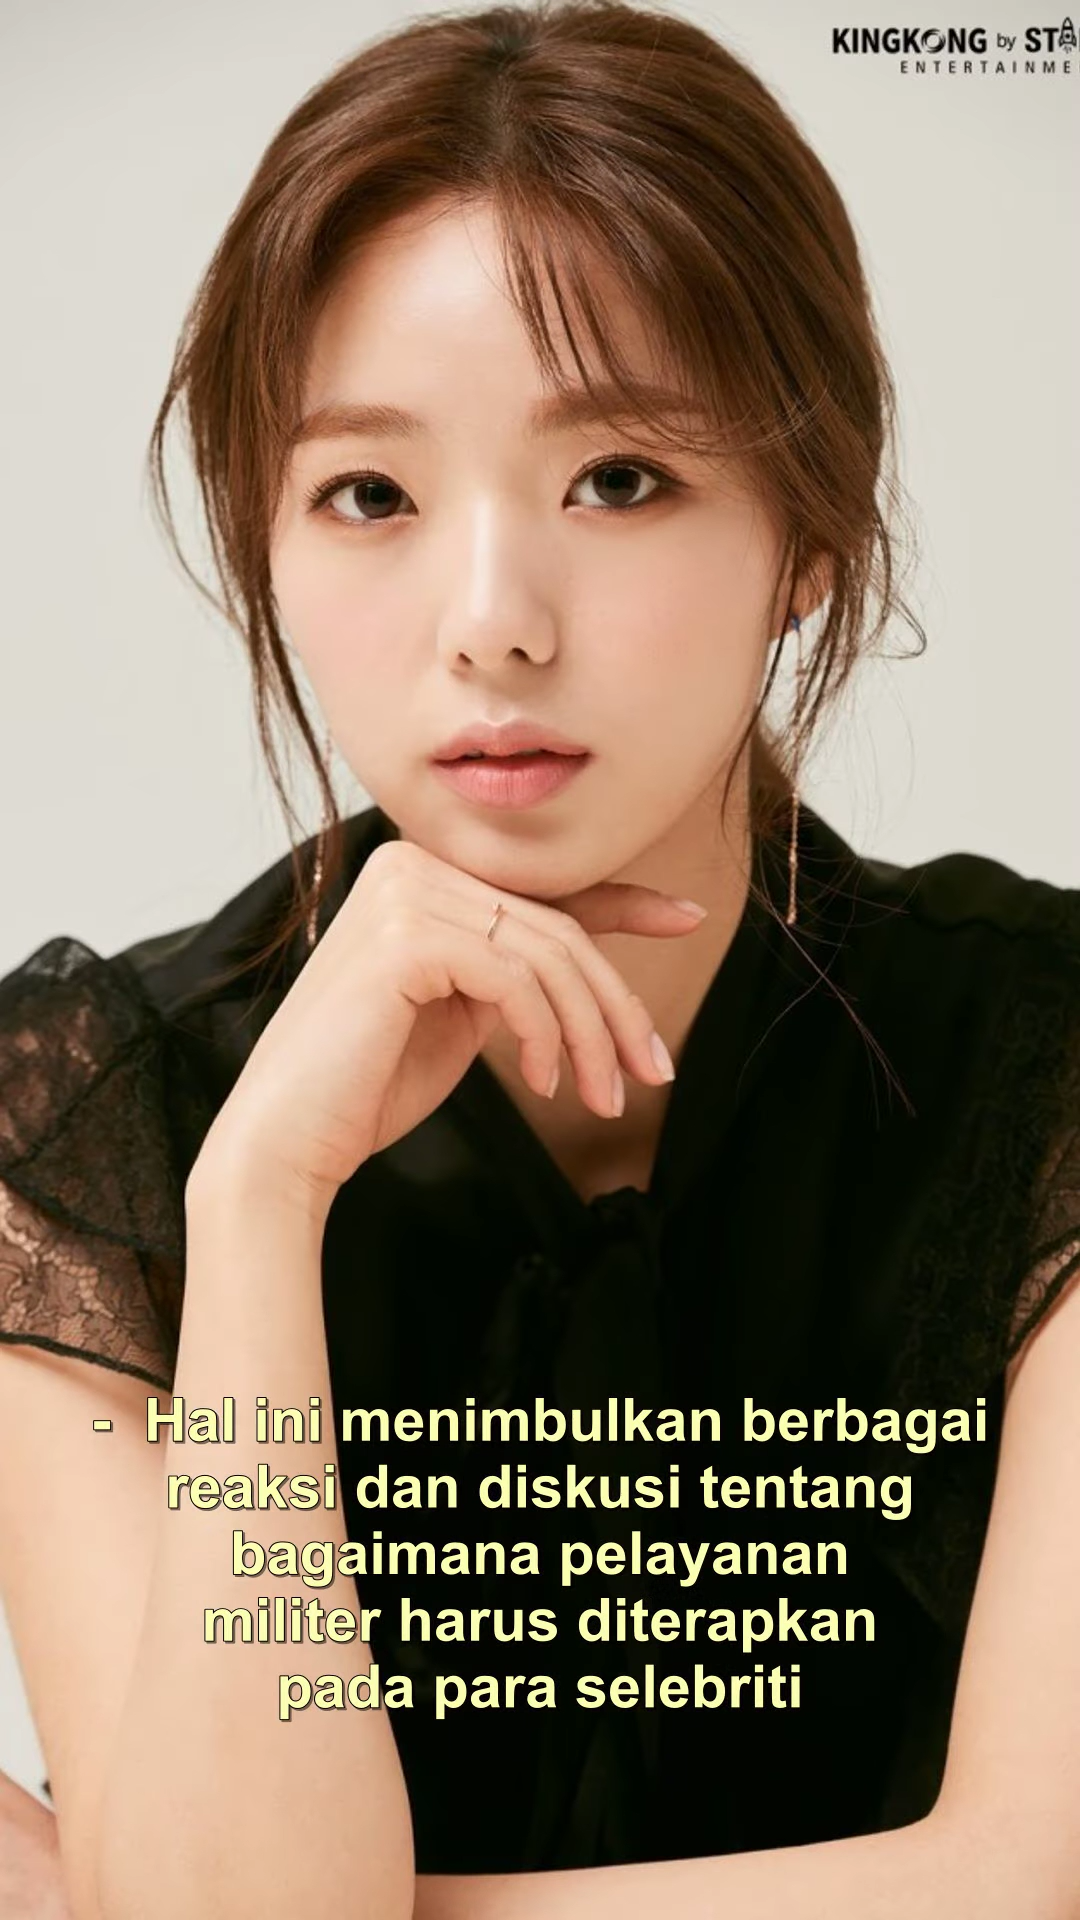 KINGKONG by STA
ENTERTAINME
- Hal ini menimbulkan berbagai
reaksi dan diskusi tentang
bagaimana pelayanan
militer harus diterapkan
pada para selebriti